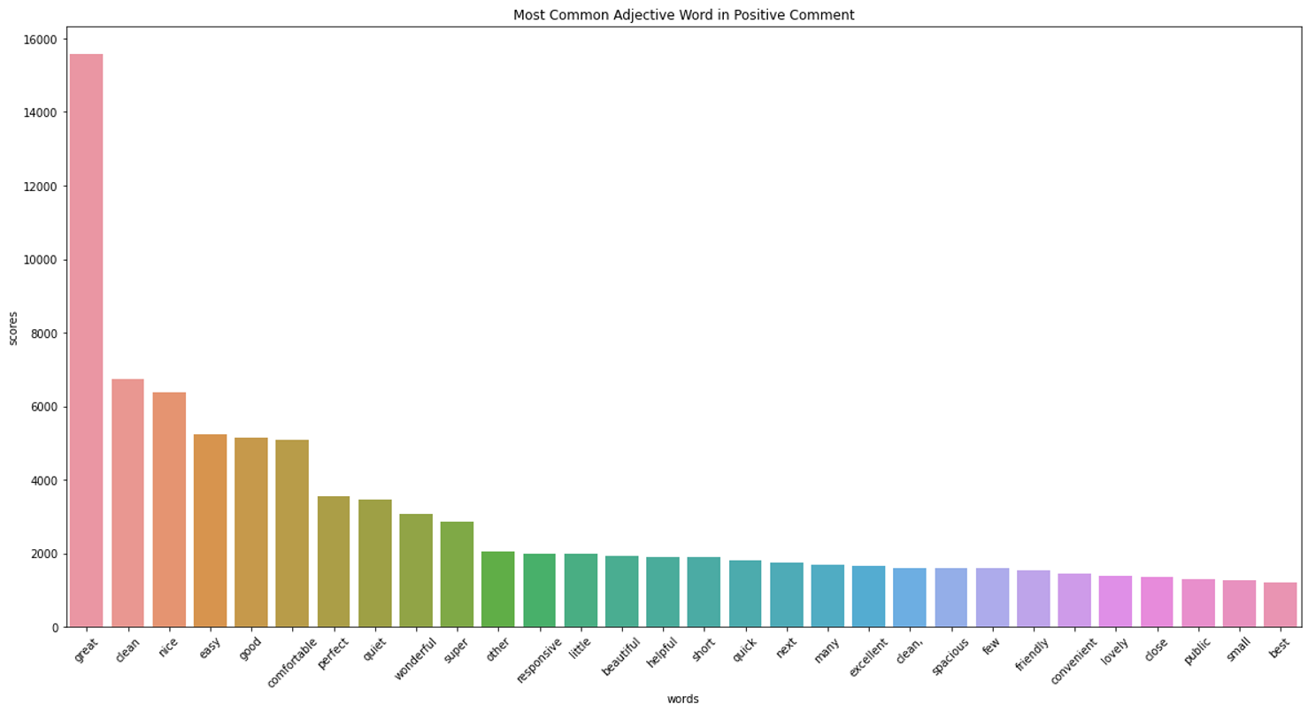 Most Common Adjective Word in Positive Comment
16000
14000
12000
10000
8000
6000
4000
2000
0
scores
great clean nice easy good comfortable perfect quiet wonderful super other responsive little beautiful helpful short quick next many excellent clean, spacious few friendly convenient lovely close public small best
words